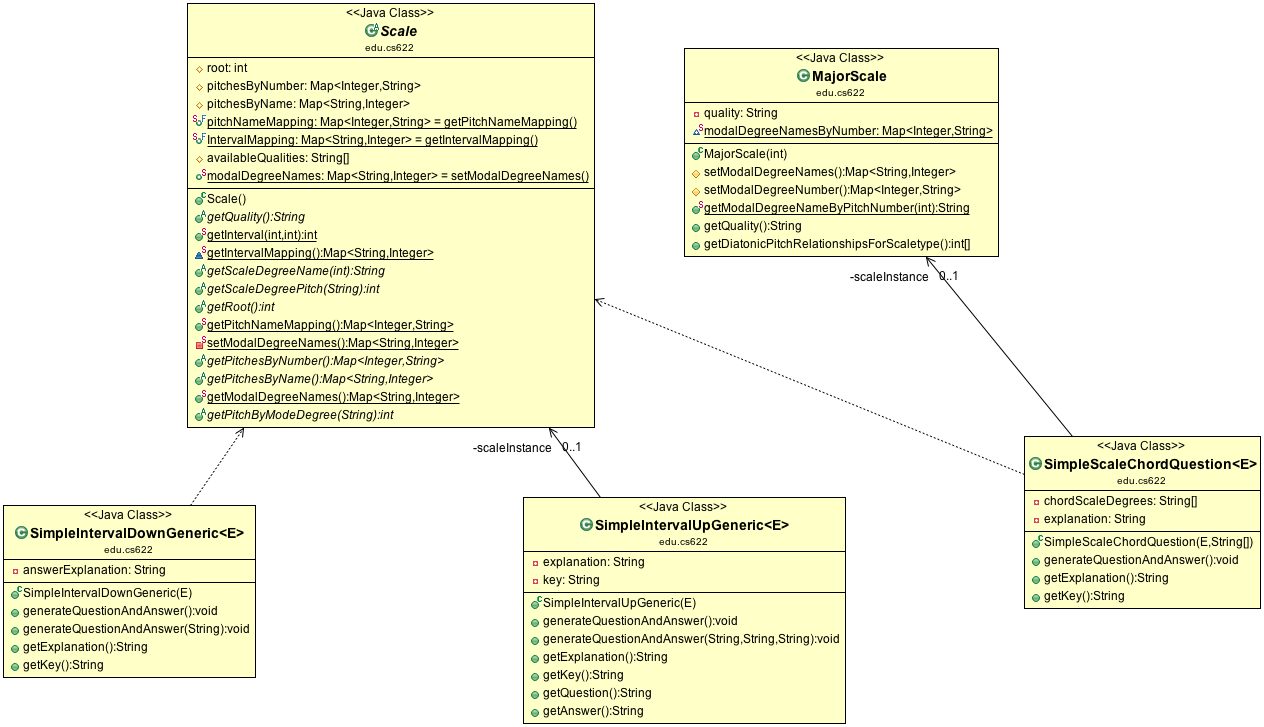 <<Java Class>>
Scale
edu.cs622
root: int
pitchesByNumber: Map<Integer,String>
pitchesByName: Map<String,Integer>
pitchNameMapping: Map<Integer,String> = getPitchNameMapping()
IntervalMapping: Map<String,Integer> = getIntervalMapping()
availableQualities: String[]
modalDegreeNames: Map<String,Integer> = setModalDegreeNames()
Scale()
getQuality():String
getInterval(int,int):int
getIntervalMapping():Map<String,Integer>
getScaleDegreeName(int):String
getScaleDegreePitch(String):int
getRoot():int
getPitchNameMapping():Map<Integer,String>
setModalDegreeNames():Map<String,Integer>
getPitchesByNumber():Map<Integer,String>
getPitchesByName():Map<String,Integer>
getModalDegreeNames():Map<String,Integer>
getPitchByModeDegree(String):int
<<Java Class>>
MajorScale
edu.cs622
quality: String
modalDegreeNamesByNumber: Map<Integer,String>
MajorScale(int)
setModalDegreeNames():Map<String,Integer>
setModalDegreeNumber():Map<Integer,String>
getModalDegreeNameByPitchNumber(int):String
getQuality():String
getDiatonicPitchRelationshipsForScaletype():int[]
-scaleInstance 0..1
-scaleInstance 0..1
<<Java Class>>
SimpleIntervalDownGeneric<E>
edu.cs622
answerExplanation: String
SimpleIntervalDownGeneric(E)
generateQuestionAndAnswer():void
generateQuestionAndAnswer(String):void
getExplanation():String
getKey():String
<<Java Class>>
SimpleIntervalUpGeneric<E>
edu.cs622
explanation: String
key: String
SimpleIntervalUpGeneric(E)
generateQuestionAndAnswer():void
generateQuestionAndAnswer(String,String,String):void
getExplanation():String
getKey():String
getQuestion():String
getAnswer():String
<<Java Class>>
SimpleScaleChordQuestion<E>
edu.cs622
chordScaleDegrees: String[]
explanation: String
SimpleScaleChordQuestion(E,String[])
generateQuestionAndAnswer():void
getExplanation():String
getKey():String